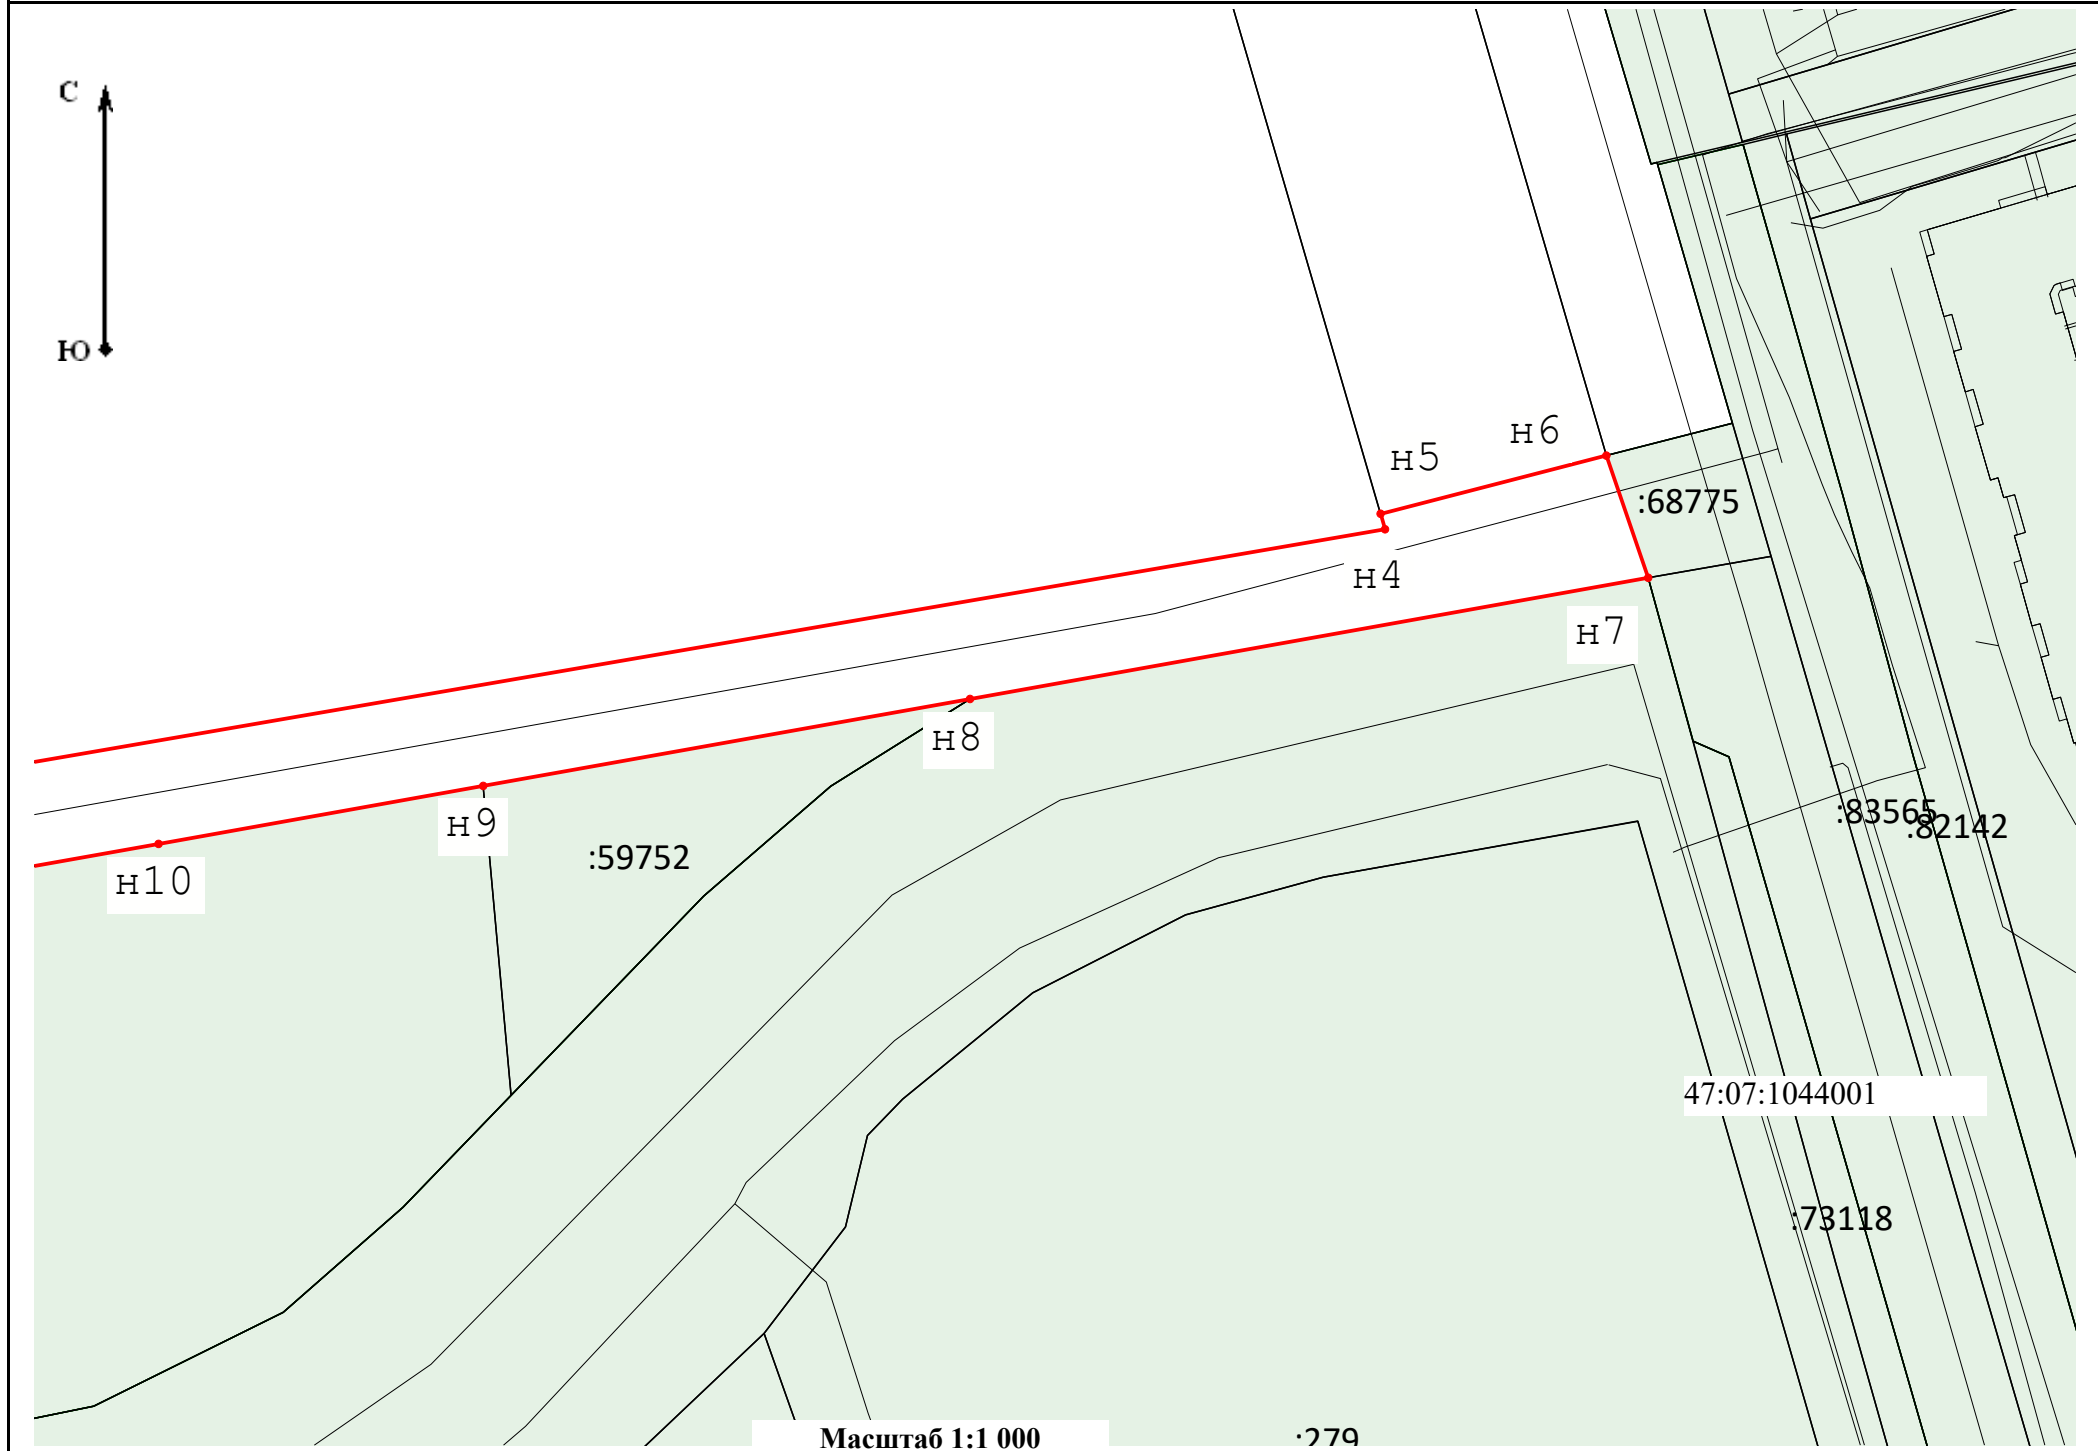 С
Ю
н6
н5
:68775
н4
н7
н8
:83565
:82142
н9
:59752
н10
47:07:1044001
:73118
Масштаб 1:1 000
:279